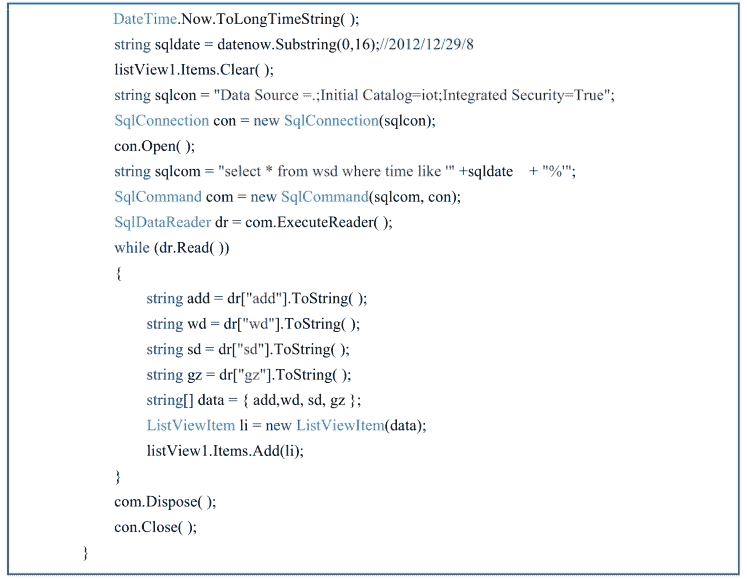 DateTime.Now.ToLongTimeString( );
string sqldate = datenow.Substring(0,16);//2012/12/29/8
listView1.Items.Clear( );
string sqlcon = "Data Source =.;Initial Catalog=iot;Integrated Security=True";
SqlConnection con = new SqlConnection(sqlcon);
con.Open( );
string sqlcom = "select * from wsd where time like '" +sqldate + "%'";
SqlCommand com = new SqlCommand(sqlcom, con);
SqlDataReader dr = com.ExecuteReader( );
while (dr.Read( ))
{
string add = dr["add"].ToString( );
string wd = dr["wd"].ToString( );
string sd = dr["sd"].ToString( );
string gz = dr["gz"].ToString( );
string[] data = { add,wd, sd, gz };
ListViewItem li = new ListViewItem(data);
listView1.Items.Add(li);
}
com.Dispose( );
con.Close( );
}